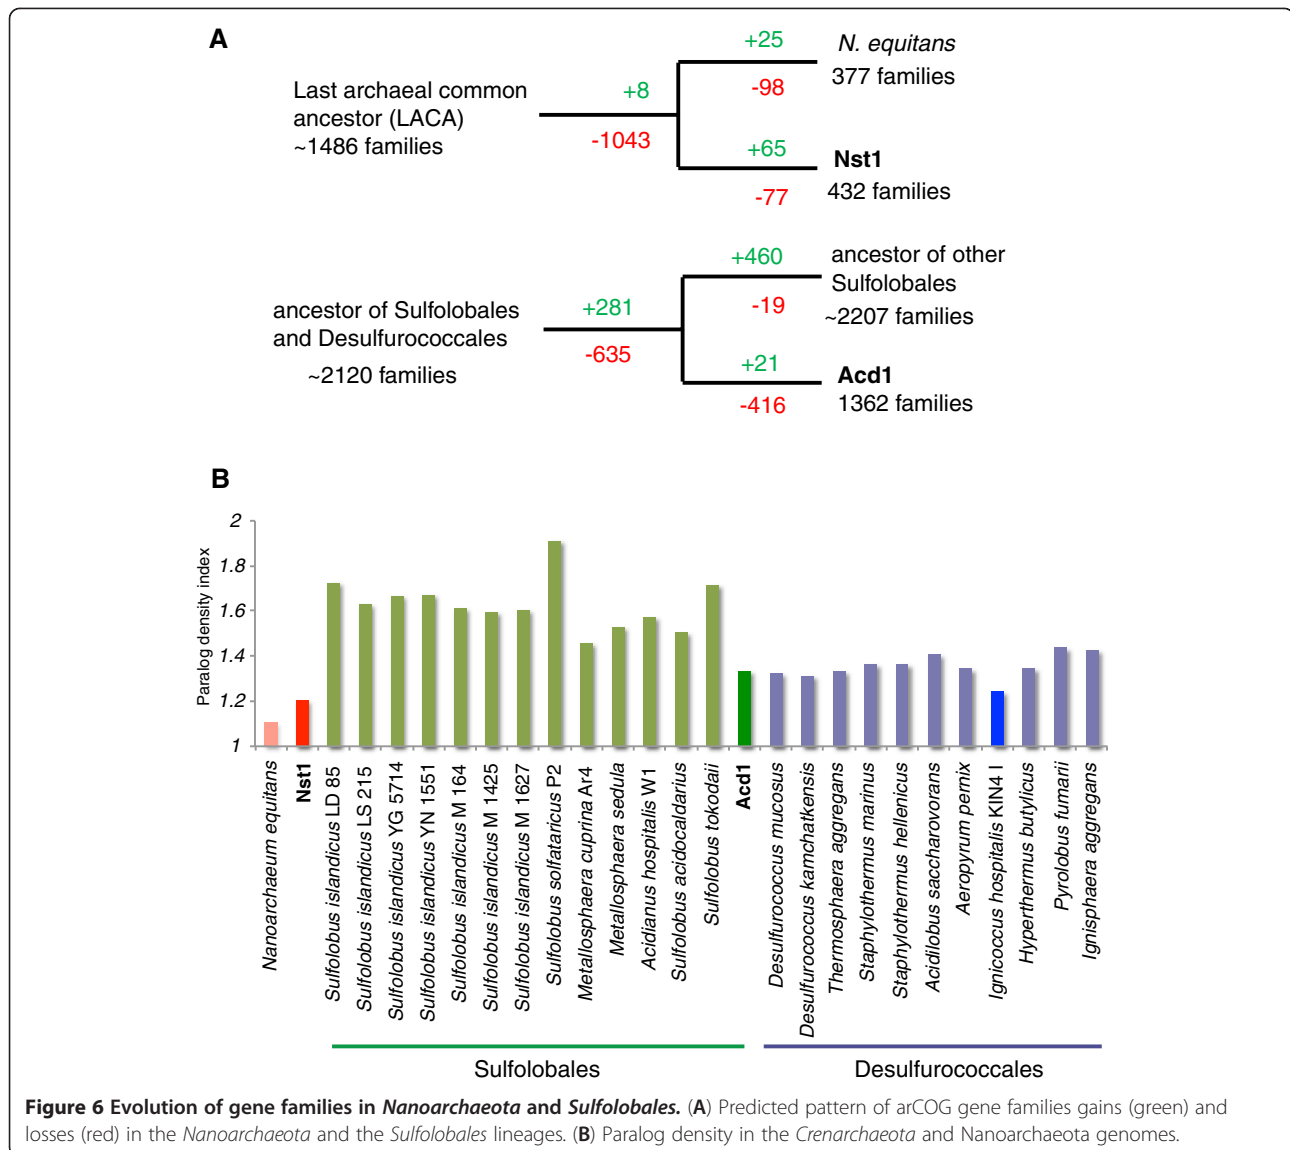 A
Last archaeal common
ancestor (LACA)
~1486 families
+8
-1043
+25
-98
N. equitans
377 families
+65
-77
Nst1
432 families
ancestor of Sulfolobales
and Desulfurococcales
~2120 families
+281
-635
+460
-19
ancestor of other
Sulfolobales
~2207 families
+21
-416
Acd1
1362 families
B
Paralog density index
2
1.8
1.6
1.4
1.2
1
Nanoarchaeum equitans
Nst1
Sulfolobus islandicus LD 85
Sulfolobus islandicus LS 215
Sulfolobus islandicus YG 5714
Sulfolobus islandicus YN 1551
Sulfolobus islandicus M 164
Sulfolobus islandicus M 1425
Sulfolobus islandicus M 1627
Sulfolobus solfataricus P2
Metallosphaera cuprina Ar4
Metallosphaera sedula
Acidianus hospitalis W1
Sulfolobus acidocaldarius
Sulfolobus tokodaii
Acd1
Desulfurococcus mucosus
Desulfurococcus kamchatkensis
Thermosphaera aggregans
Staphylothermus marinus
Staphylothermus hellenicus
Acidilobus saccharovorans
Aeropyrum pernix
Ignicoccus hospitalis KIN4 I
Hyperthermus butylicus
Pyrolobus fumarii
Ignisphaera aggregans
Sulfolobales
Desulfurococcales
Figure 6 Evolution of gene families in Nanoarchaeota and Sulfolobales. (A) Predicted pattern of arCOG gene families gains (green) and
losses (red) in the Nanoarchaeota and the Sulfolobales lineages. (B) Paralog density in the Crenarchaeota and Nanoarchaeota genomes.